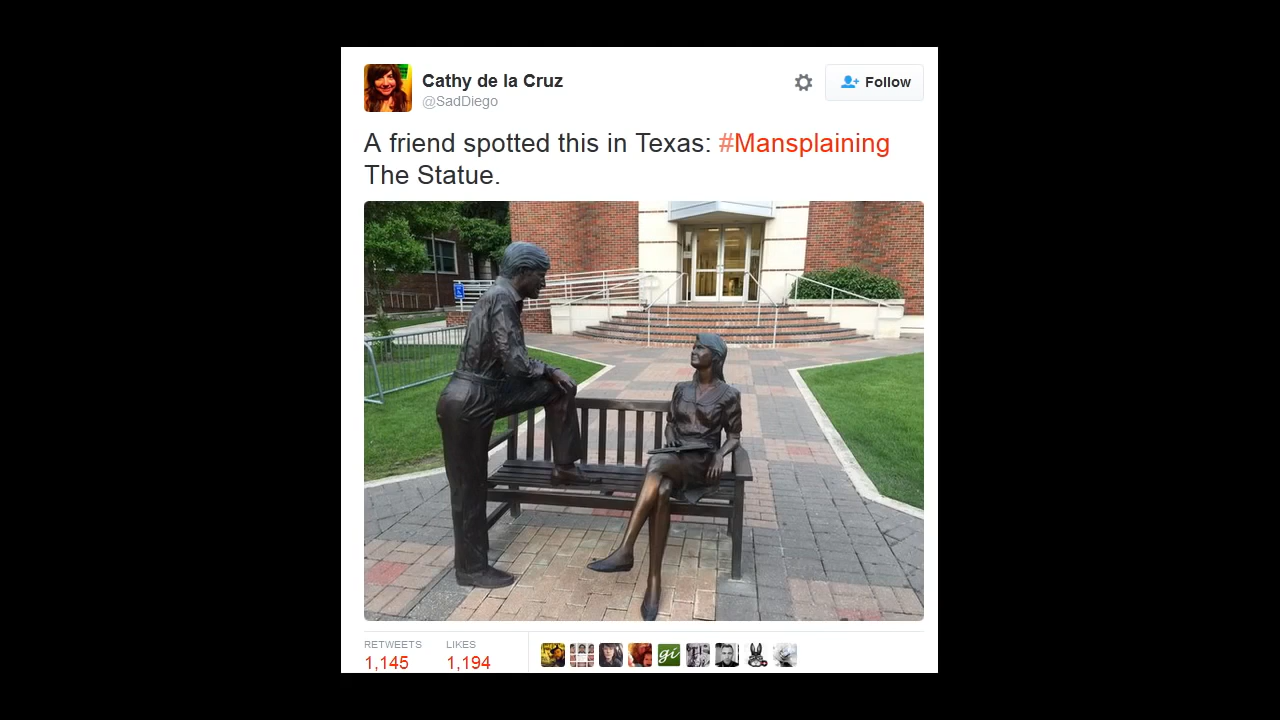 Cathy de la Cruz
@SadDiego
Follow
A friend spotted this in Texas: #Mansplaining
The Statue.
RETWEETS
LIKES
1,145
1,194
gi